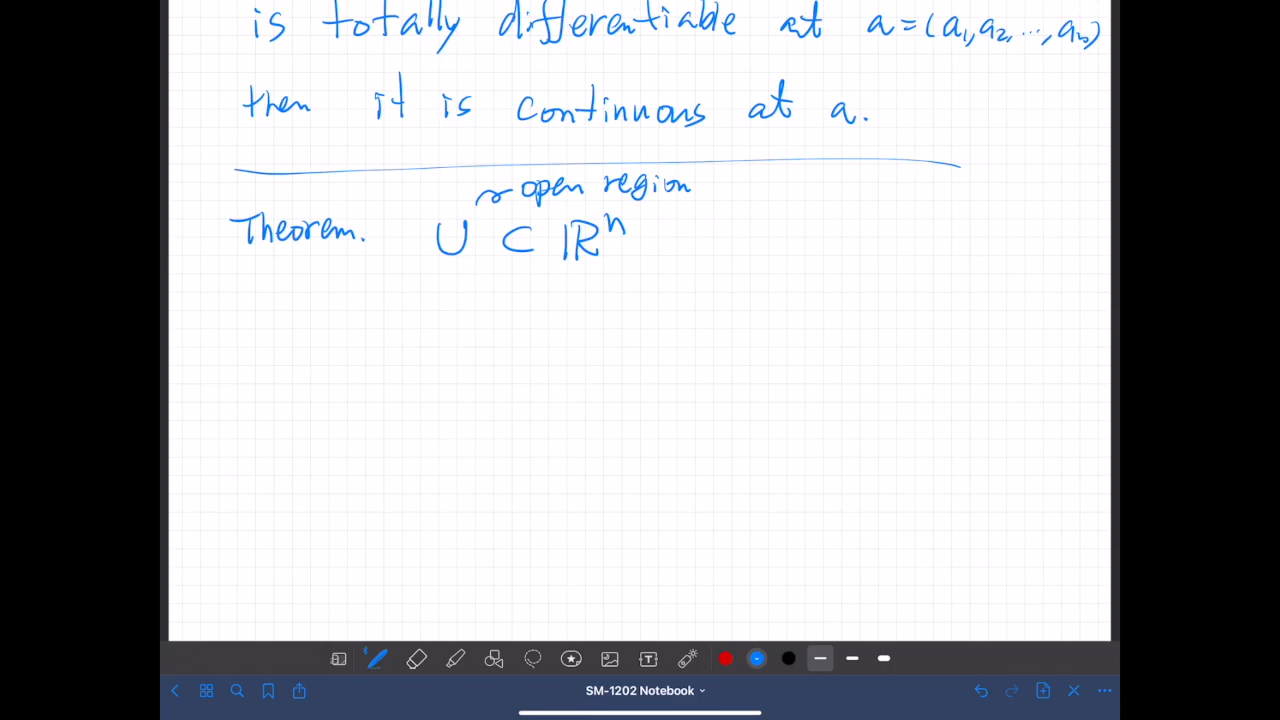 is totally differentiable at a=(a₁,a₂,...,aₙ)
then it is continuous at a.
open region
Theorem. U ⊂ ℝⁿ
SM-1202 Notebook